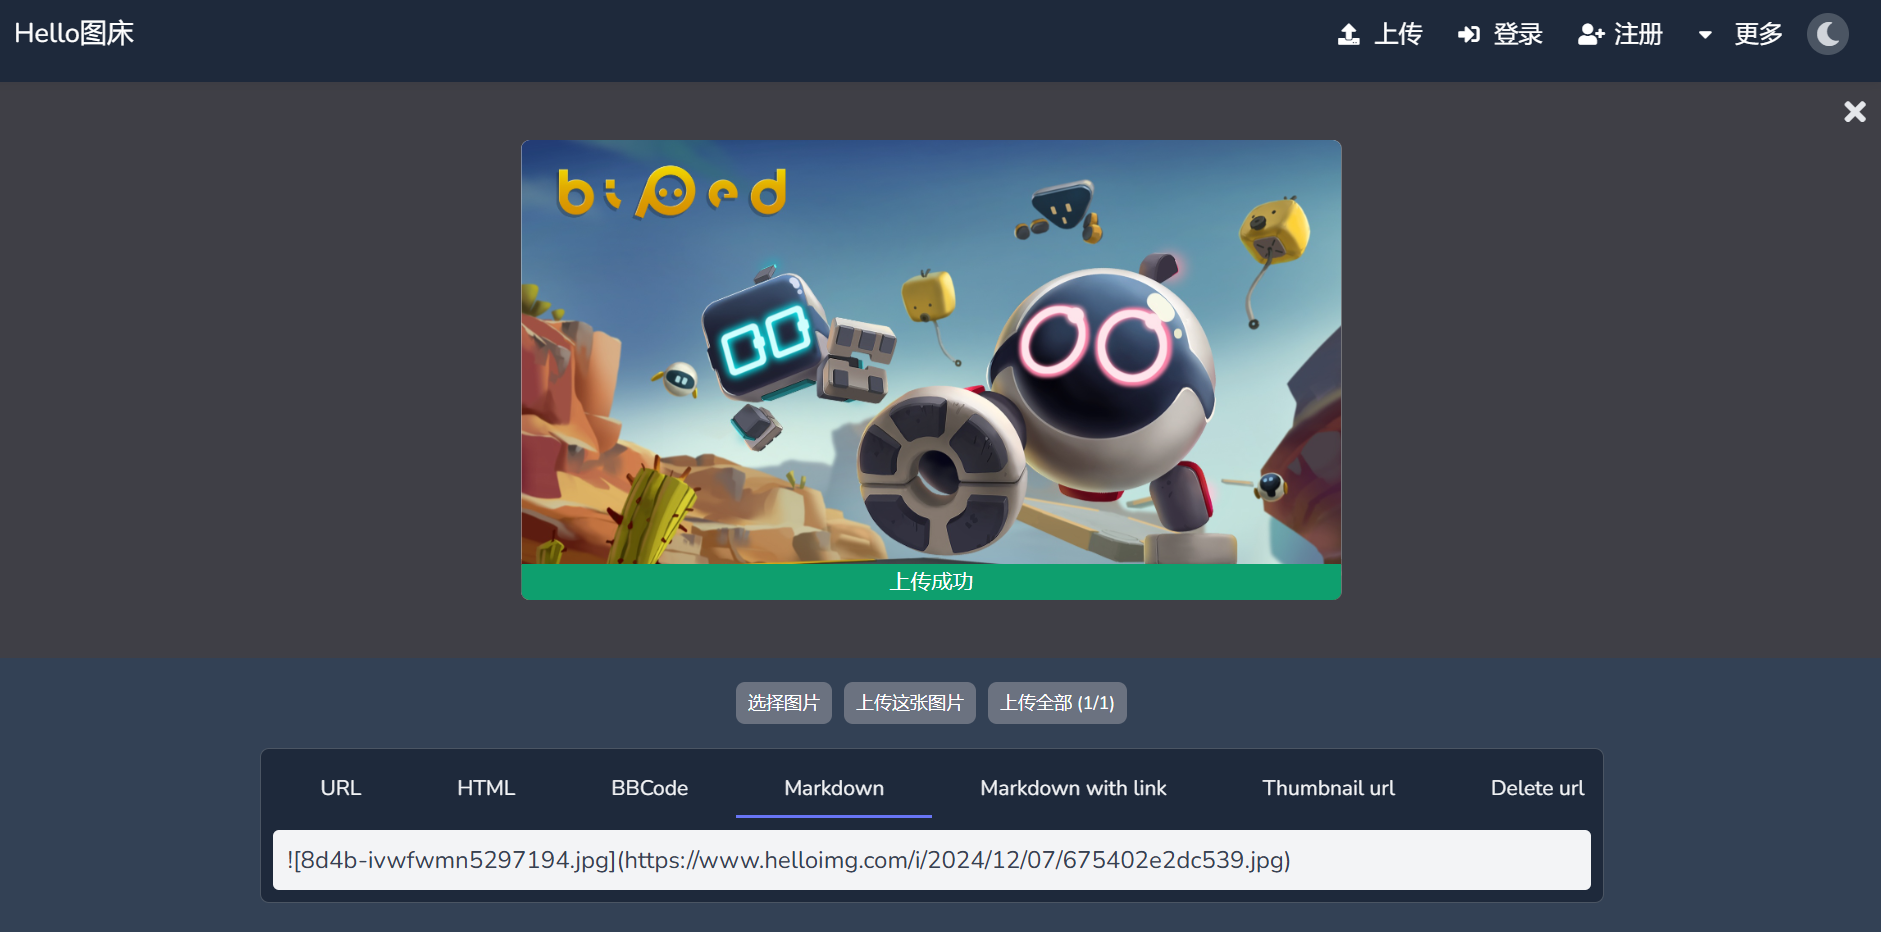 Hello图床
上传
登录
注册
更多
biped
上传成功
选择图片
上传这张图片
上传全部 (1/1)
URL
HTML
BBCode
Markdown
Markdown with link
Thumbnail url
Delete url
![8d4b-ivwfwmn5297194.jpg](https://www.helloimg.com/i/2024/12/07/675402e2dc539.jpg)